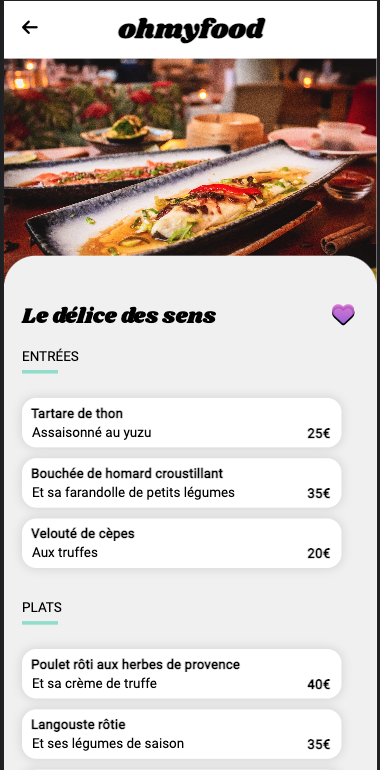 ohmyfood
Le délice des sens
ENTRÉES
Tartare de thon
Assaisonné au yuzu
25€
Bouchée de homard croustillant
Et sa farandolle de petits légumes
35€
Velouté de cèpes
Aux truffes
20€
PLATS
Poulet rôti aux herbes de provence
Et sa crème de truffe
40€
Langouste rôtie
Et ses légumes de saison
35€